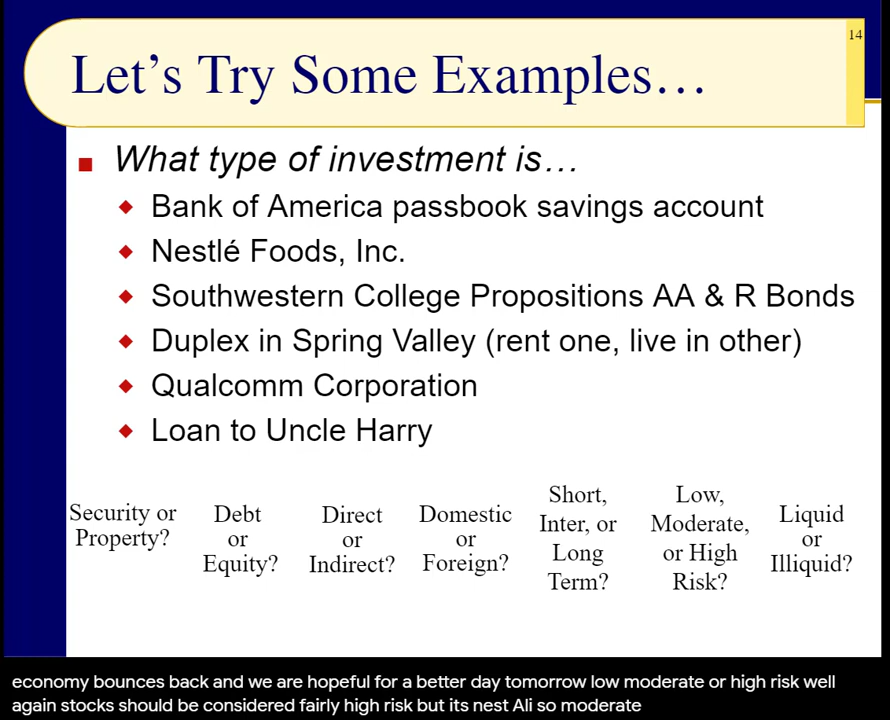 14
Let's Try Some Examples…
What type of investment is…
Bank of America passbook savings account
Nestlé Foods, Inc.
Southwestern College Propositions AA & R Bonds
Duplex in Spring Valley (rent one, live in other)
Qualcomm Corporation
Loan to Uncle Harry
Security or
Property?
Debt
or
Equity?
Direct
or
Indirect?
Domestic
or
Foreign?
Short,
Inter, or
Long
Term?
Low,
Moderate,
or High
Risk?
Liquid
or
Illiquid?
economy bounces back and we are hopeful for a better day tomorrow low moderate or high risk well
again stocks should be considered fairly high risk but its nest Ali so moderate